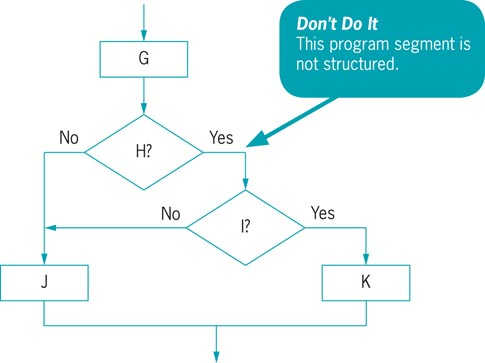 Don't Do It
This program segment is
not structured.
G
No
H?
Yes
No
I?
Yes
J
K